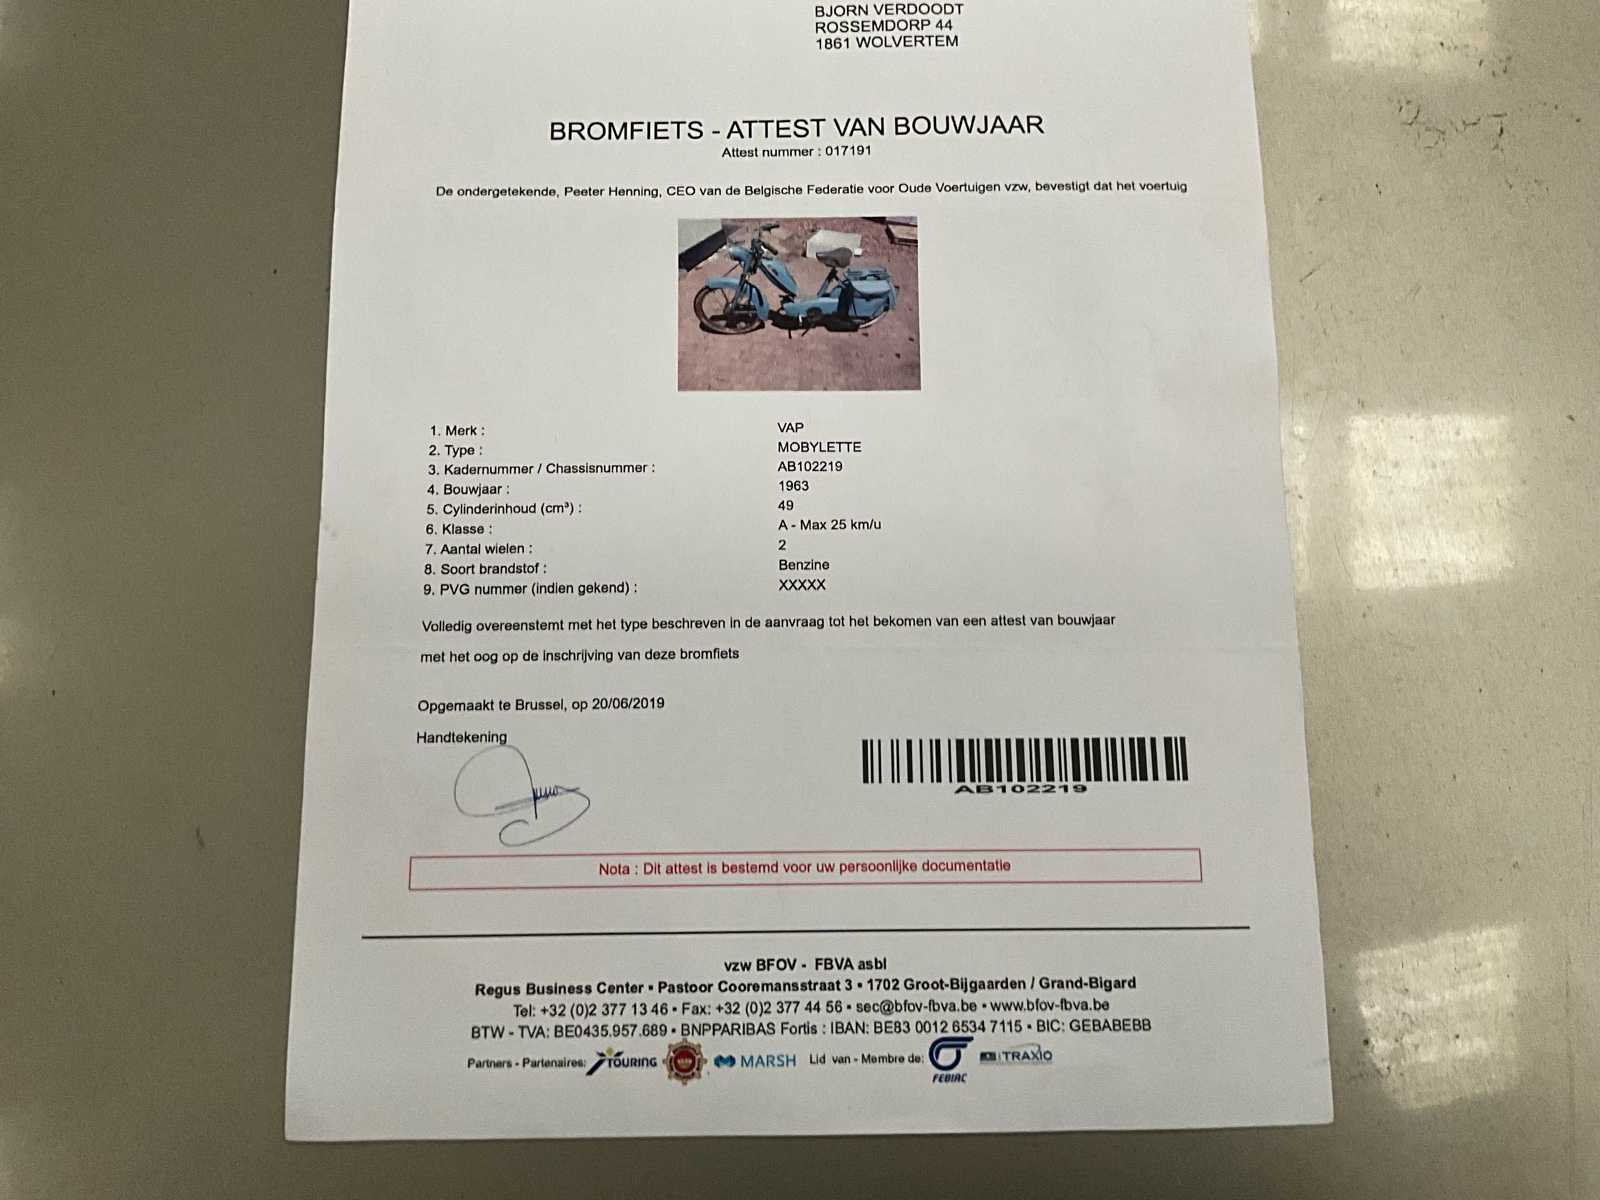 BJORN VERDOODT
ROSSEMDORP 44
1861 WOLVERTEM
BROMFIETS - ATTEST VAN BOUWJAAR
Attest nummer : 017191
De ondergetekende, Peeter Henning, CEO van de Belgische Federatie voor Oude Voertuigen vzw, bevestigt dat het voertuig
1. Merk : VAP
2. Type : MOBYLETTE
3. Kadernummer / Chassisnummer : AB102219
4. Bouwjaar : 1963
5. Cylinderinhoud (cm³) : 49
6. Klasse : A - Max 25 km/u
7. Aantal wielen : 2
8. Soort brandstof : Benzine
9. PVG nummer (indien gekend) : XXXXX
Volledig overeenstemt met het type beschreven in de aanvraag tot het bekomen van een attest van bouwjaar
met het oog op de inschrijving van deze bromfiets
Opgemaakt te Brussel, op 20/06/2019
Handtekening
AB102219
Nota : Dit attest is bestemd voor uw persoonlijke documentatie
vzw BFOV - FBVA asbl
Regus Business Center • Pastoor Cooremansstraat 3 • 1702 Groot-Bijgaarden / Grand-Bigard
Tel: +32 (0)2 377 13 46 • Fax: +32 (0)2 377 44 56 • sec@bfov-fbva.be • www.bfov-fbva.be
BTW - TVA: BE0435.957.689 • BNPPARIBAS Fortis : IBAN: BE83 0012 6534 7115 • BIC: GEBABEBB
Partners - Partenaires: TOURING MARSH Lid van - Membre de: FEBIAC TRAXIO